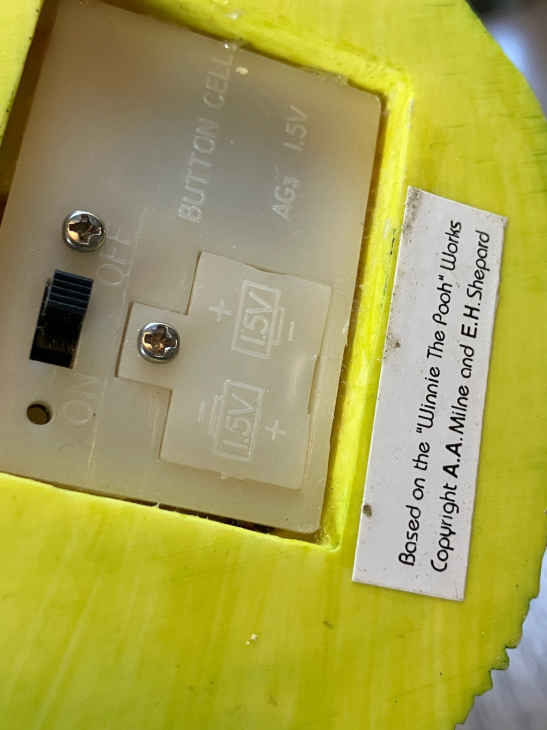 BUTTON CELL
AG3 1.5V
OFF
ON
+
1.5V
-
-
1.5V
+
Based on the "Winnie The Pooh" Works
Copyright A.A. Milne and E.H. Shepard